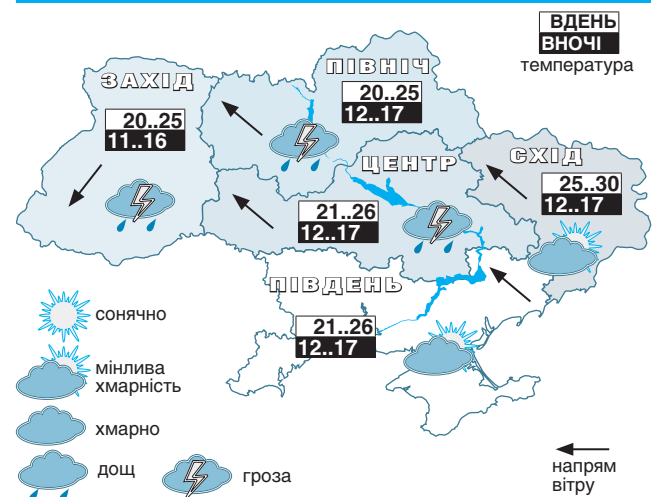 ВДЕНЬ
ВНОЧІ
температура
ПІВНІЧ
20..25
12..17
ЗАХІД
20..25
11..16
ЦЕНТР
21..26
12..17
СХІД
25..30
12..17
ПІВДЕНЬ
21..26
12..17
сонячно
мінлива
хмарність
хмарно
дощ
гроза
напрям
вітру